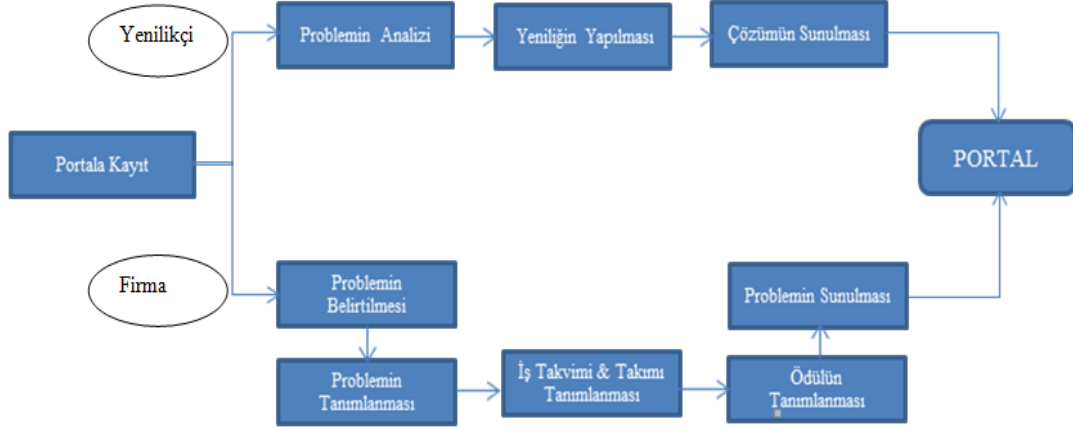 Yenilikçi
Problemin Analizi
Yeniliğin Yapılması
Çözümün Sunulması
Portala Kayıt
PORTAL
Firma
Problemin
Belirtilmesi
Problemin Sunulması
Problemin
Tanımlanması
İş Takvimi & Takımı
Tanımlanması
Ödülün
Tanımlanması